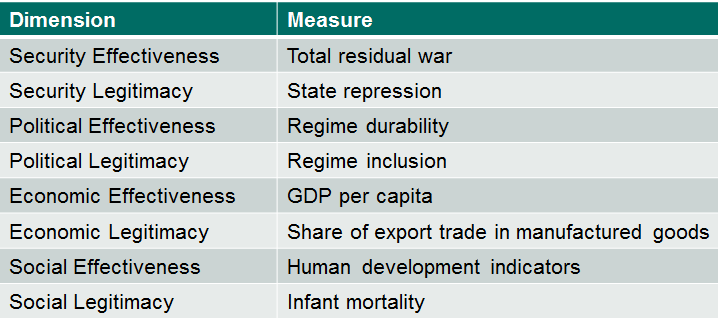 Dimension Measure
Security Effectiveness Total residual war
Security Legitimacy State repression
Political Effectiveness Regime durability
Political Legitimacy Regime inclusion
Economic Effectiveness GDP per capita
Economic Legitimacy Share of export trade in manufactured goods
Social Effectiveness Human development indicators
Social Legitimacy Infant mortality